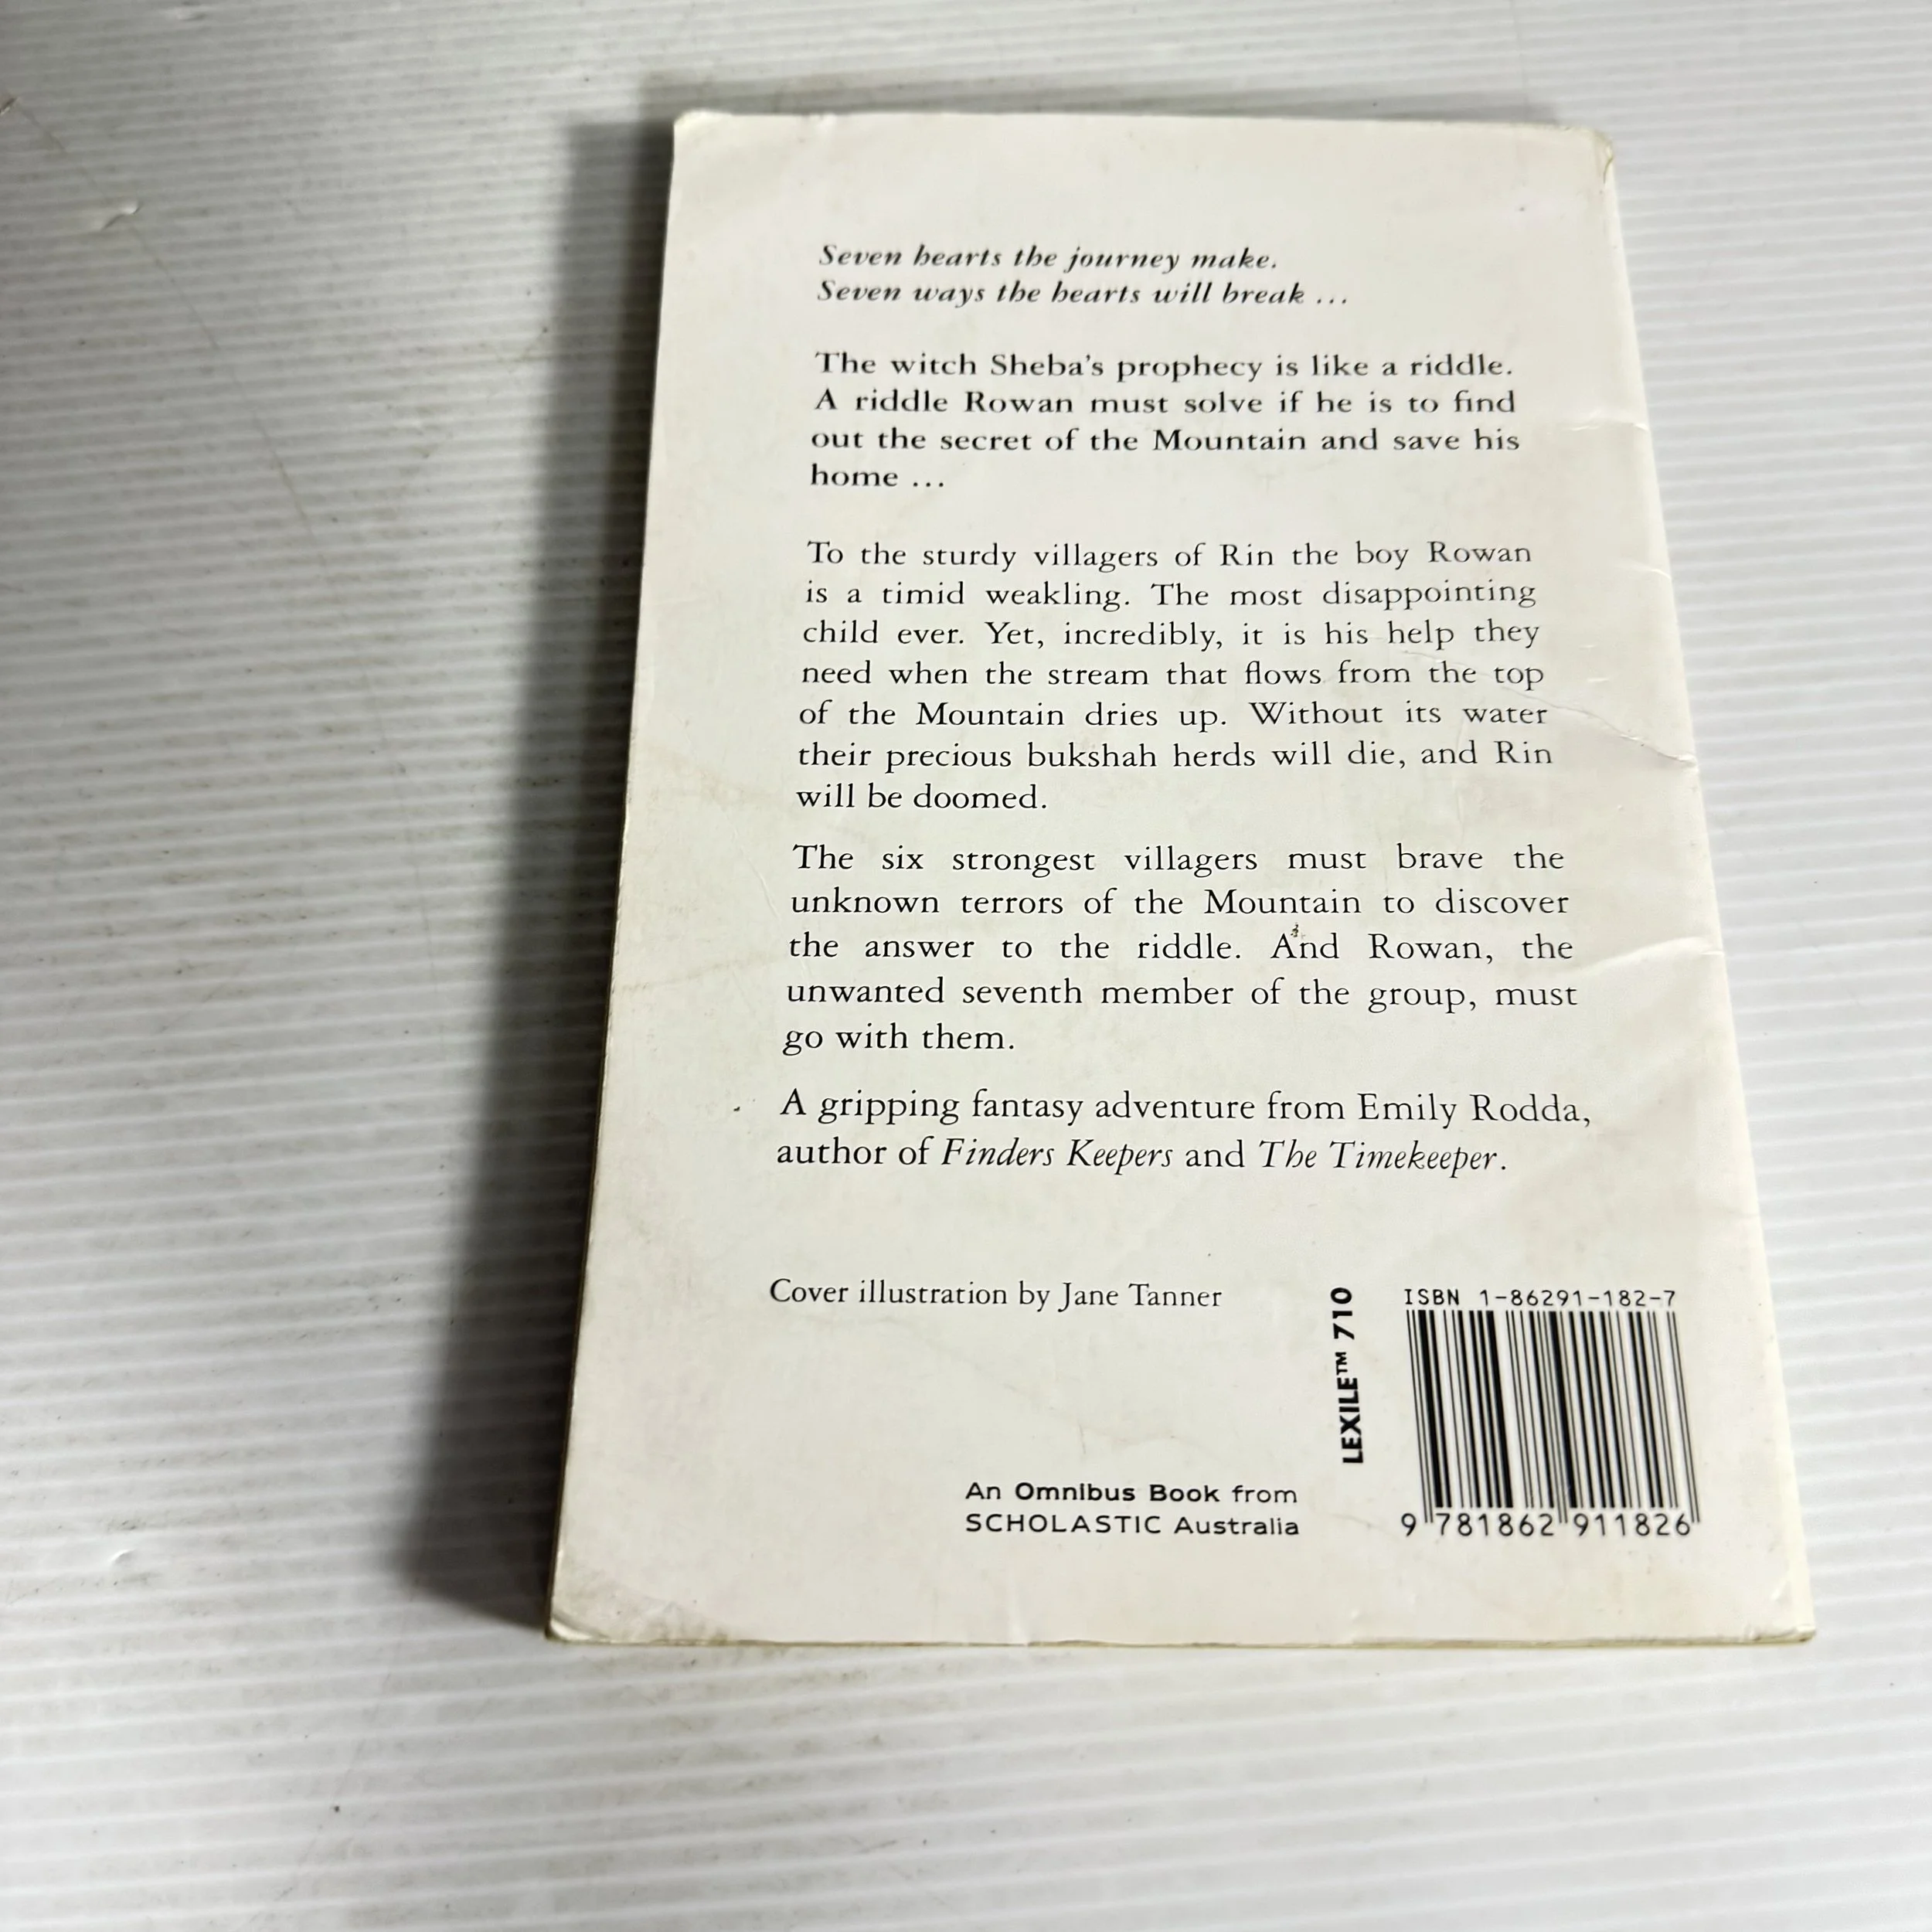 Seven hearts the journey make.
Seven ways the hearts will break ...
The witch Sheba's prophecy is like a riddle.
A riddle Rowan must solve if he is to find
out the secret of the Mountain and save his
home ...
To the sturdy villagers of Rin the boy Rowan
is a timid weakling. The most disappointing
child ever. Yet, incredibly, it is his help they
need when the stream that flows from the top
of the Mountain dries up. Without its water
their precious bukshah herds will die, and Rin
will be doomed.
The six strongest villagers must brave the
unknown terrors of the Mountain to discover
the answer to the riddle. And Rowan, the
unwanted seventh member of the group, must
go with them.
A gripping fantasy adventure from Emily Rodda,
author of Finders Keepers and The Timekeeper.
Cover illustration by Jane Tanner
An Omnibus Book from
SCHOLASTIC Australia
LEXILE™ 710
ISBN 1-86291-182-7
9 781862 911826